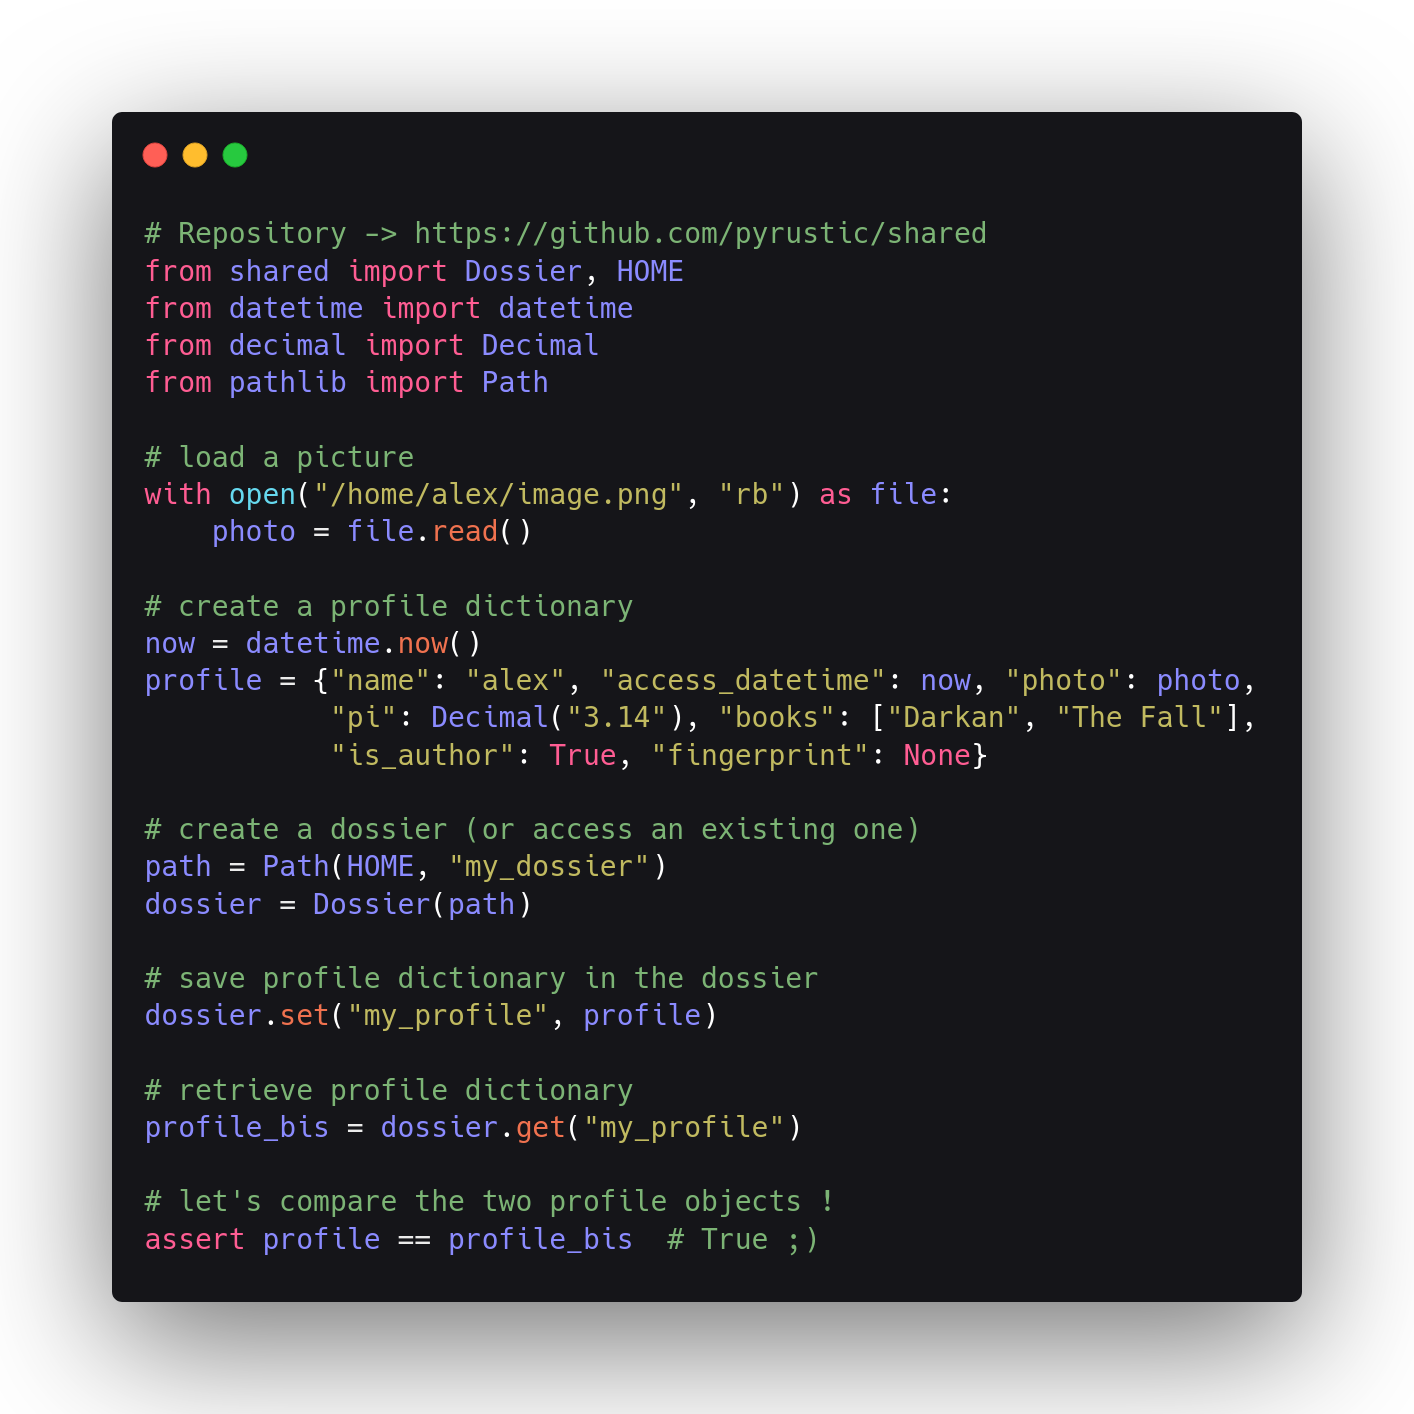 # Repository -> https://github.com/pyrustic/shared
from shared import Dossier, HOME
from datetime import datetime
from decimal import Decimal
from pathlib import Path

# load a picture
with open("/home/alex/image.png", "rb") as file:
    photo = file.read()

# create a profile dictionary
now = datetime.now()
profile = {"name": "alex", "access_datetime": now, "photo": photo,
           "pi": Decimal("3.14"), "books": ["Darkan", "The Fall"],
           "is_author": True, "fingerprint": None}

# create a dossier (or access an existing one)
path = Path(HOME, "my_dossier")
dossier = Dossier(path)

# save profile dictionary in the dossier
dossier.set("my_profile", profile)

# retrieve profile dictionary
profile_bis = dossier.get("my_profile")

# let's compare the two profile objects !
assert profile == profile_bis  # True ;)